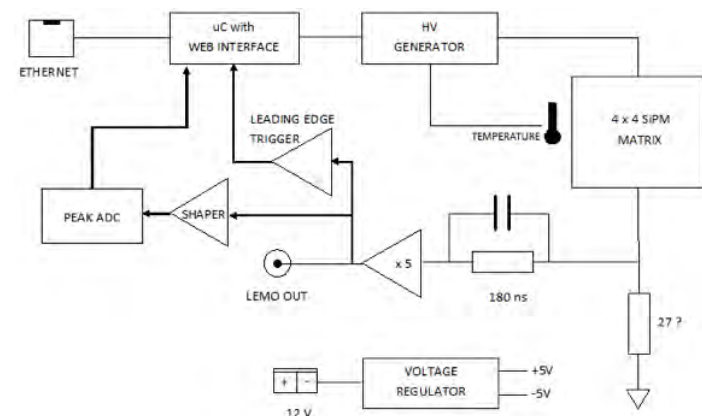 uC with
WEB INTERFACE
HV
GENERATOR
ETHERNET
LEADING EDGE
TRIGGER
TEMPERATURE
4 x 4 SiPM
MATRIX
PEAK ADC
SHAPER
x 5
LEMO OUT
180 ns
27 ?
+ -
VOLTAGE
REGULATOR
+5V
-5V
12 V